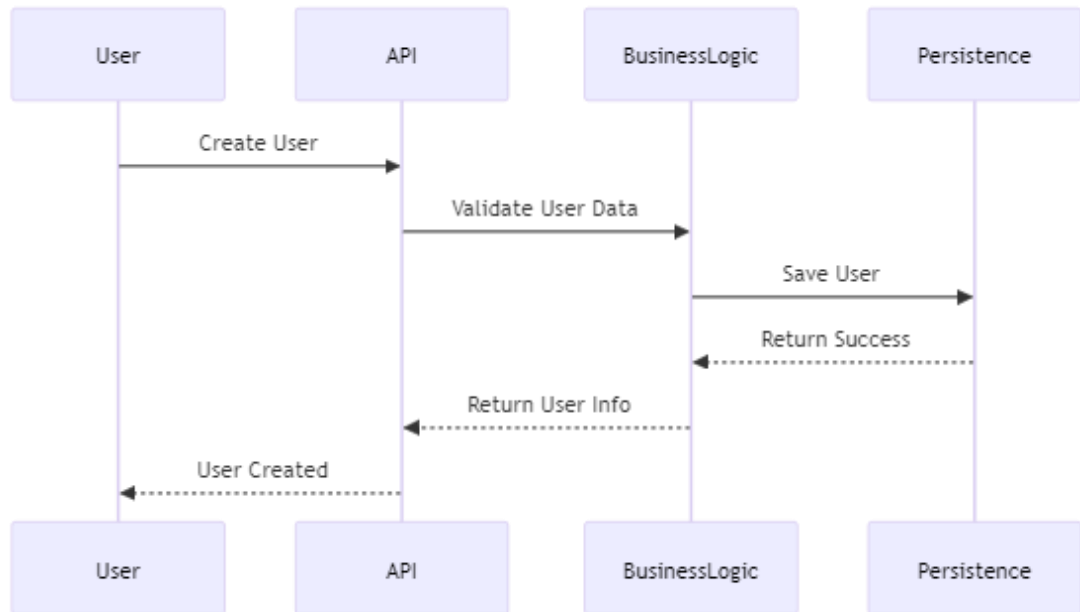 User API BusinessLogic Persistence
Create User
Validate User Data
Save User
Return Success
Return User Info
User Created
User API BusinessLogic Persistence